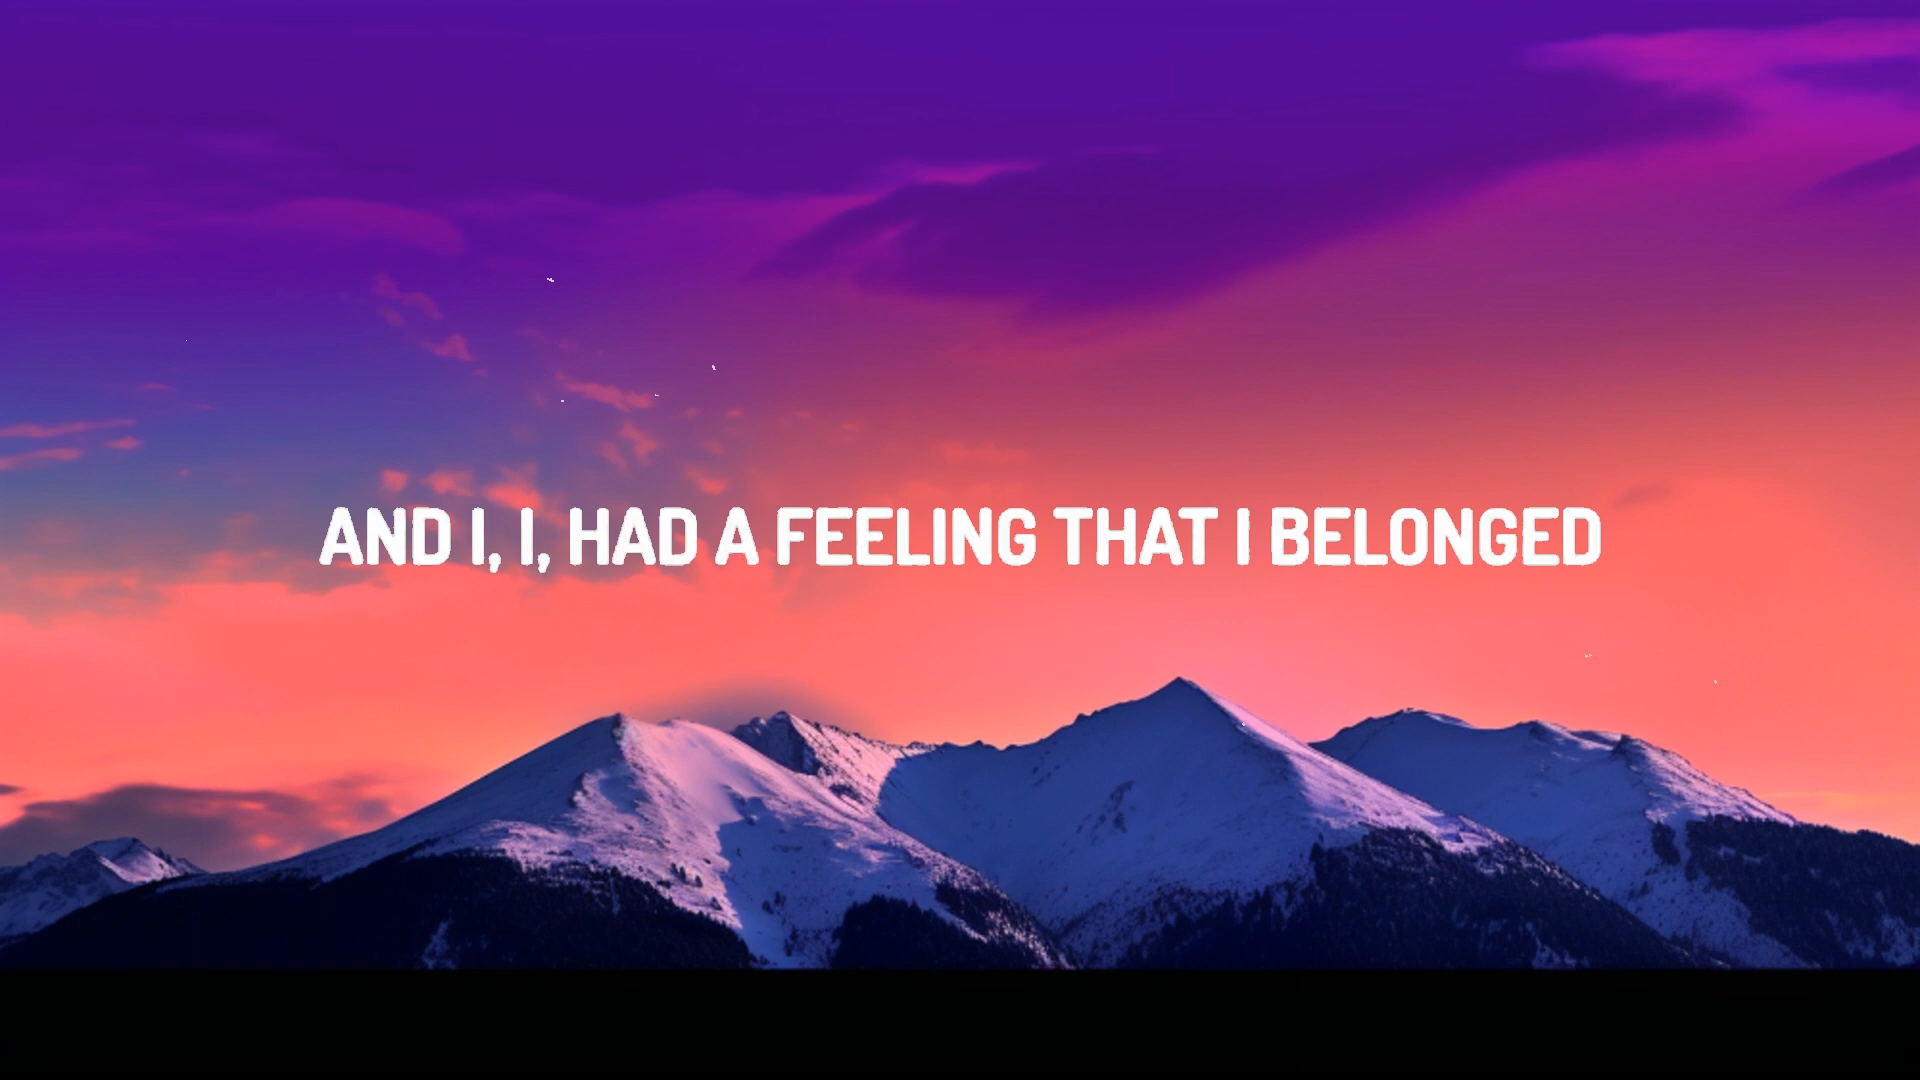 AND I, I, HAD A FEELING THAT I BELONGED